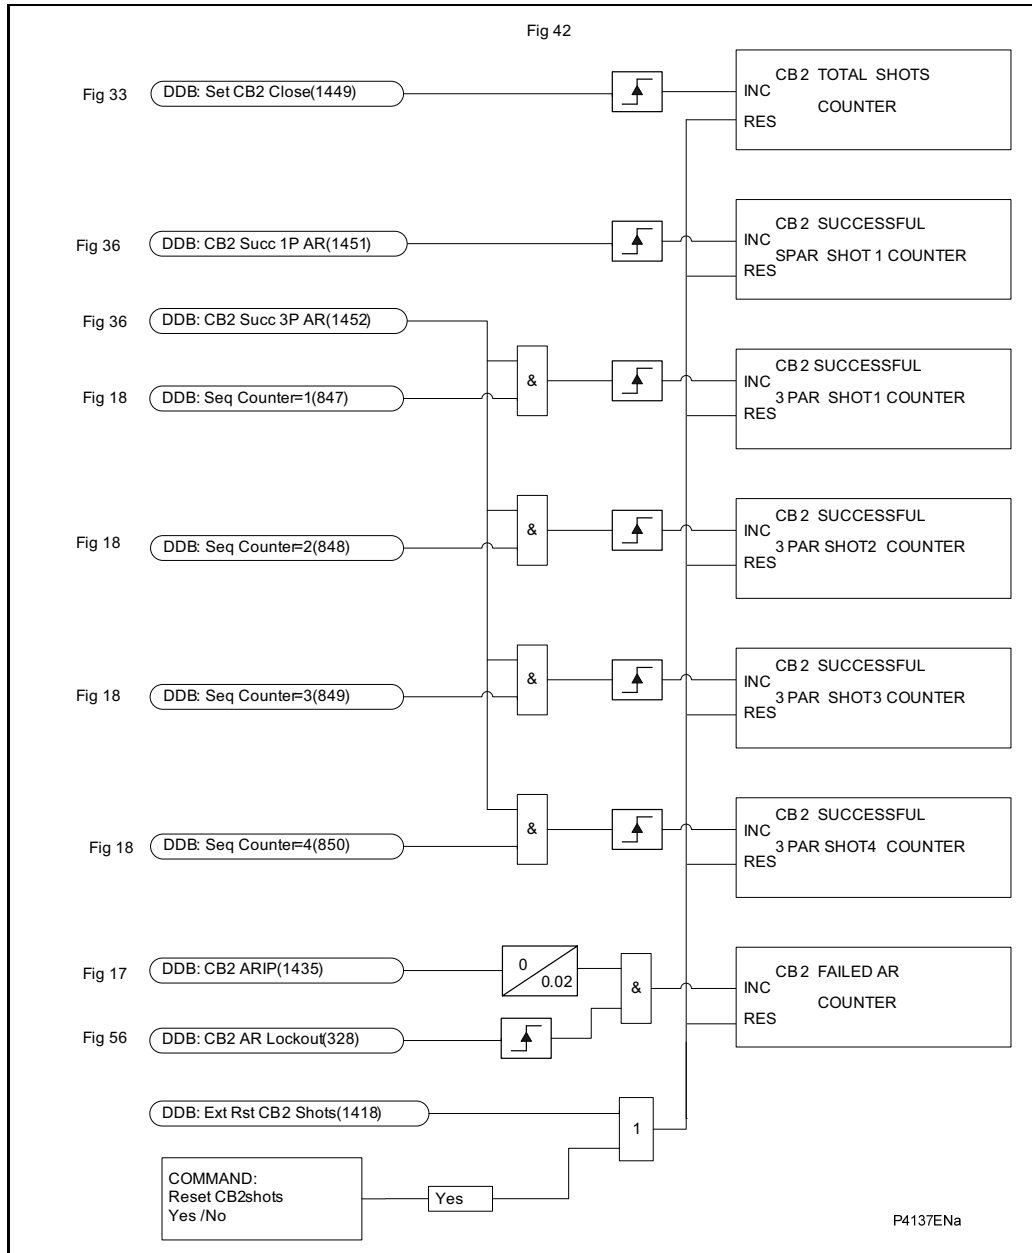 Fig 42
Fig 33
DDB: Set CB2 Close(1449)
INC
RES
CB2 TOTAL SHOTS
COUNTER
Fig 36
DDB: CB2 Succ 1P AR(1451)
INC
RES
CB2 SUCCESSFUL
SPAR SHOT 1 COUNTER
Fig 36
DDB: CB2 Succ 3P AR(1452)
Fig 18
DDB: Seq Counter=1(847)
&
INC
RES
CB2 SUCCESSFUL
3 PAR SHOT1 COUNTER
Fig 18
DDB: Seq Counter=2(848)
&
INC
RES
CB2 SUCCESSFUL
3 PAR SHOT2 COUNTER
Fig 18
DDB: Seq Counter=3(849)
&
INC
RES
CB2 SUCCESSFUL
3 PAR SHOT3 COUNTER
Fig 18
DDB: Seq Counter=4(850)
&
INC
RES
CB2 SUCCESSFUL
3 PAR SHOT4 COUNTER
Fig 17
DDB: CB2 ARIP(1435)
0
0.02
&
INC
RES
CB2 FAILED AR
COUNTER
Fig 56
DDB: CB2 AR Lockout(328)
DDB: Ext Rst CB2 Shots(1418)
1
COMMAND:
Reset CB2shots
Yes /No
Yes
P4137ENa